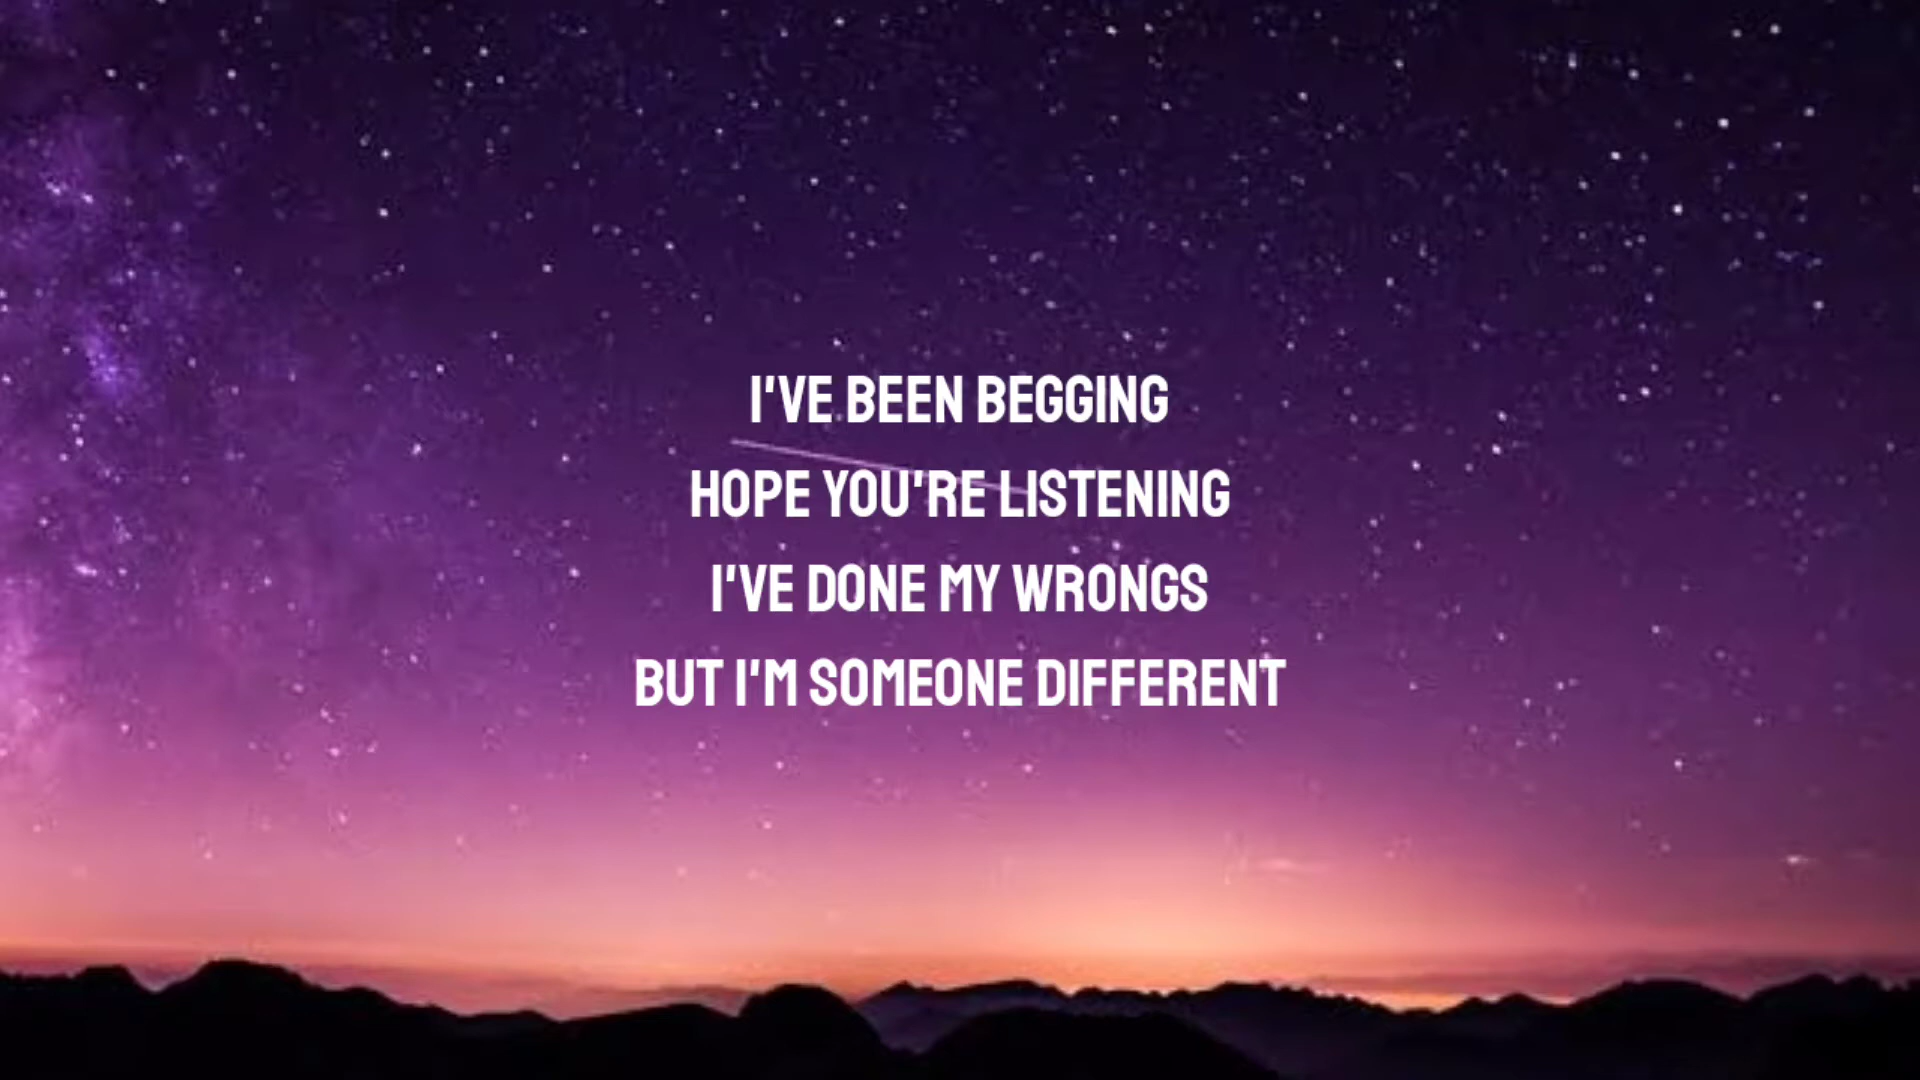 I'VE BEEN BEGGING
HOPE YOU'RE LISTENING
I'VE DONE MY WRONGS
BUT I'M SOMEONE DIFFERENT